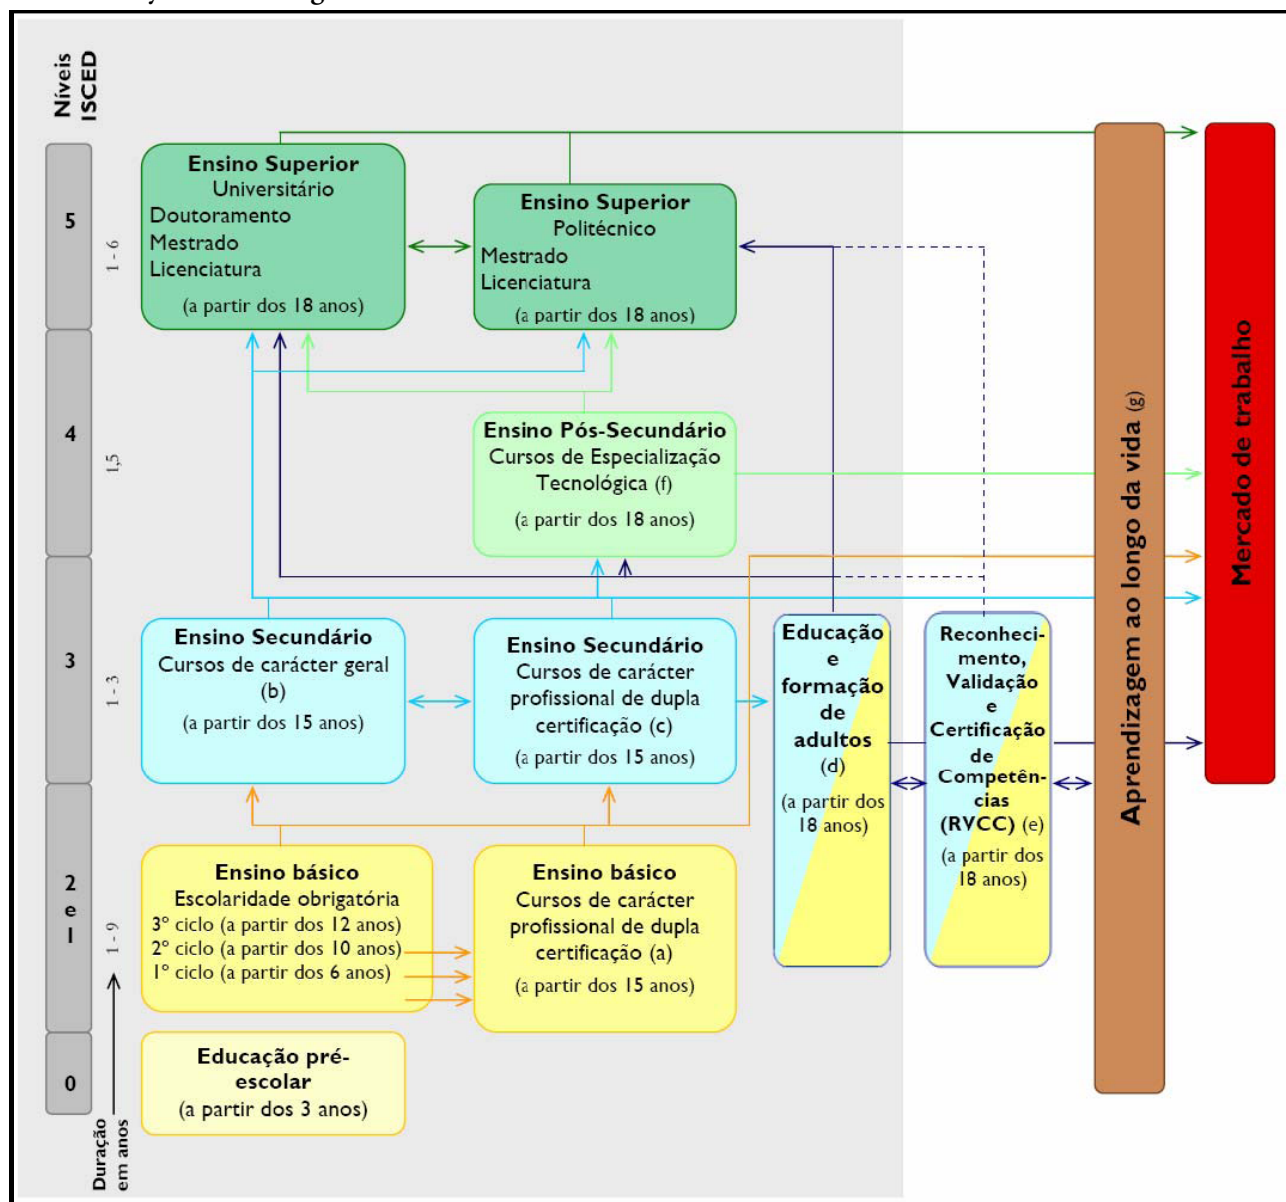 Níveis
ISCED
5
1 - 6
4
1,5
3
1 - 3
2
e
1
1 - 9
0
Duração
em anos
Ensino Superior
Universitário
Doutoramento
Mestrado
Licenciatura
(a partir dos 18 anos)
Ensino Superior
Politécnico
Mestrado
Licenciatura
(a partir dos 18 anos)
Ensino Pós-Secundário
Cursos de Especialização
Tecnológica (f)
(a partir dos 18 anos)
Ensino Secundário
Cursos de carácter geral
(b)
(a partir dos 15 anos)
Ensino Secundário
Cursos de carácter
profissional de dupla
certificação (c)
(a partir dos 15 anos)
Educação
e
formação
de
adultos
(d)
(a partir dos
18 anos)
Reconheci-
mento,
Validação
e
Certificação
de
Competên-
cias
(RVCC) (e)
(a partir dos
18 anos)
Ensino básico
Escolaridade obrigatória
3º ciclo (a partir dos 12 anos)
2º ciclo (a partir dos 10 anos)
1º ciclo (a partir dos 6 anos)
Ensino básico
Cursos de carácter
profissional de dupla
certificação (a)
(a partir dos 15 anos)
Educação pré-
escolar
(a partir dos 3 anos)
Aprendizagem ao longo da vida (g)
Mercado de trabalho